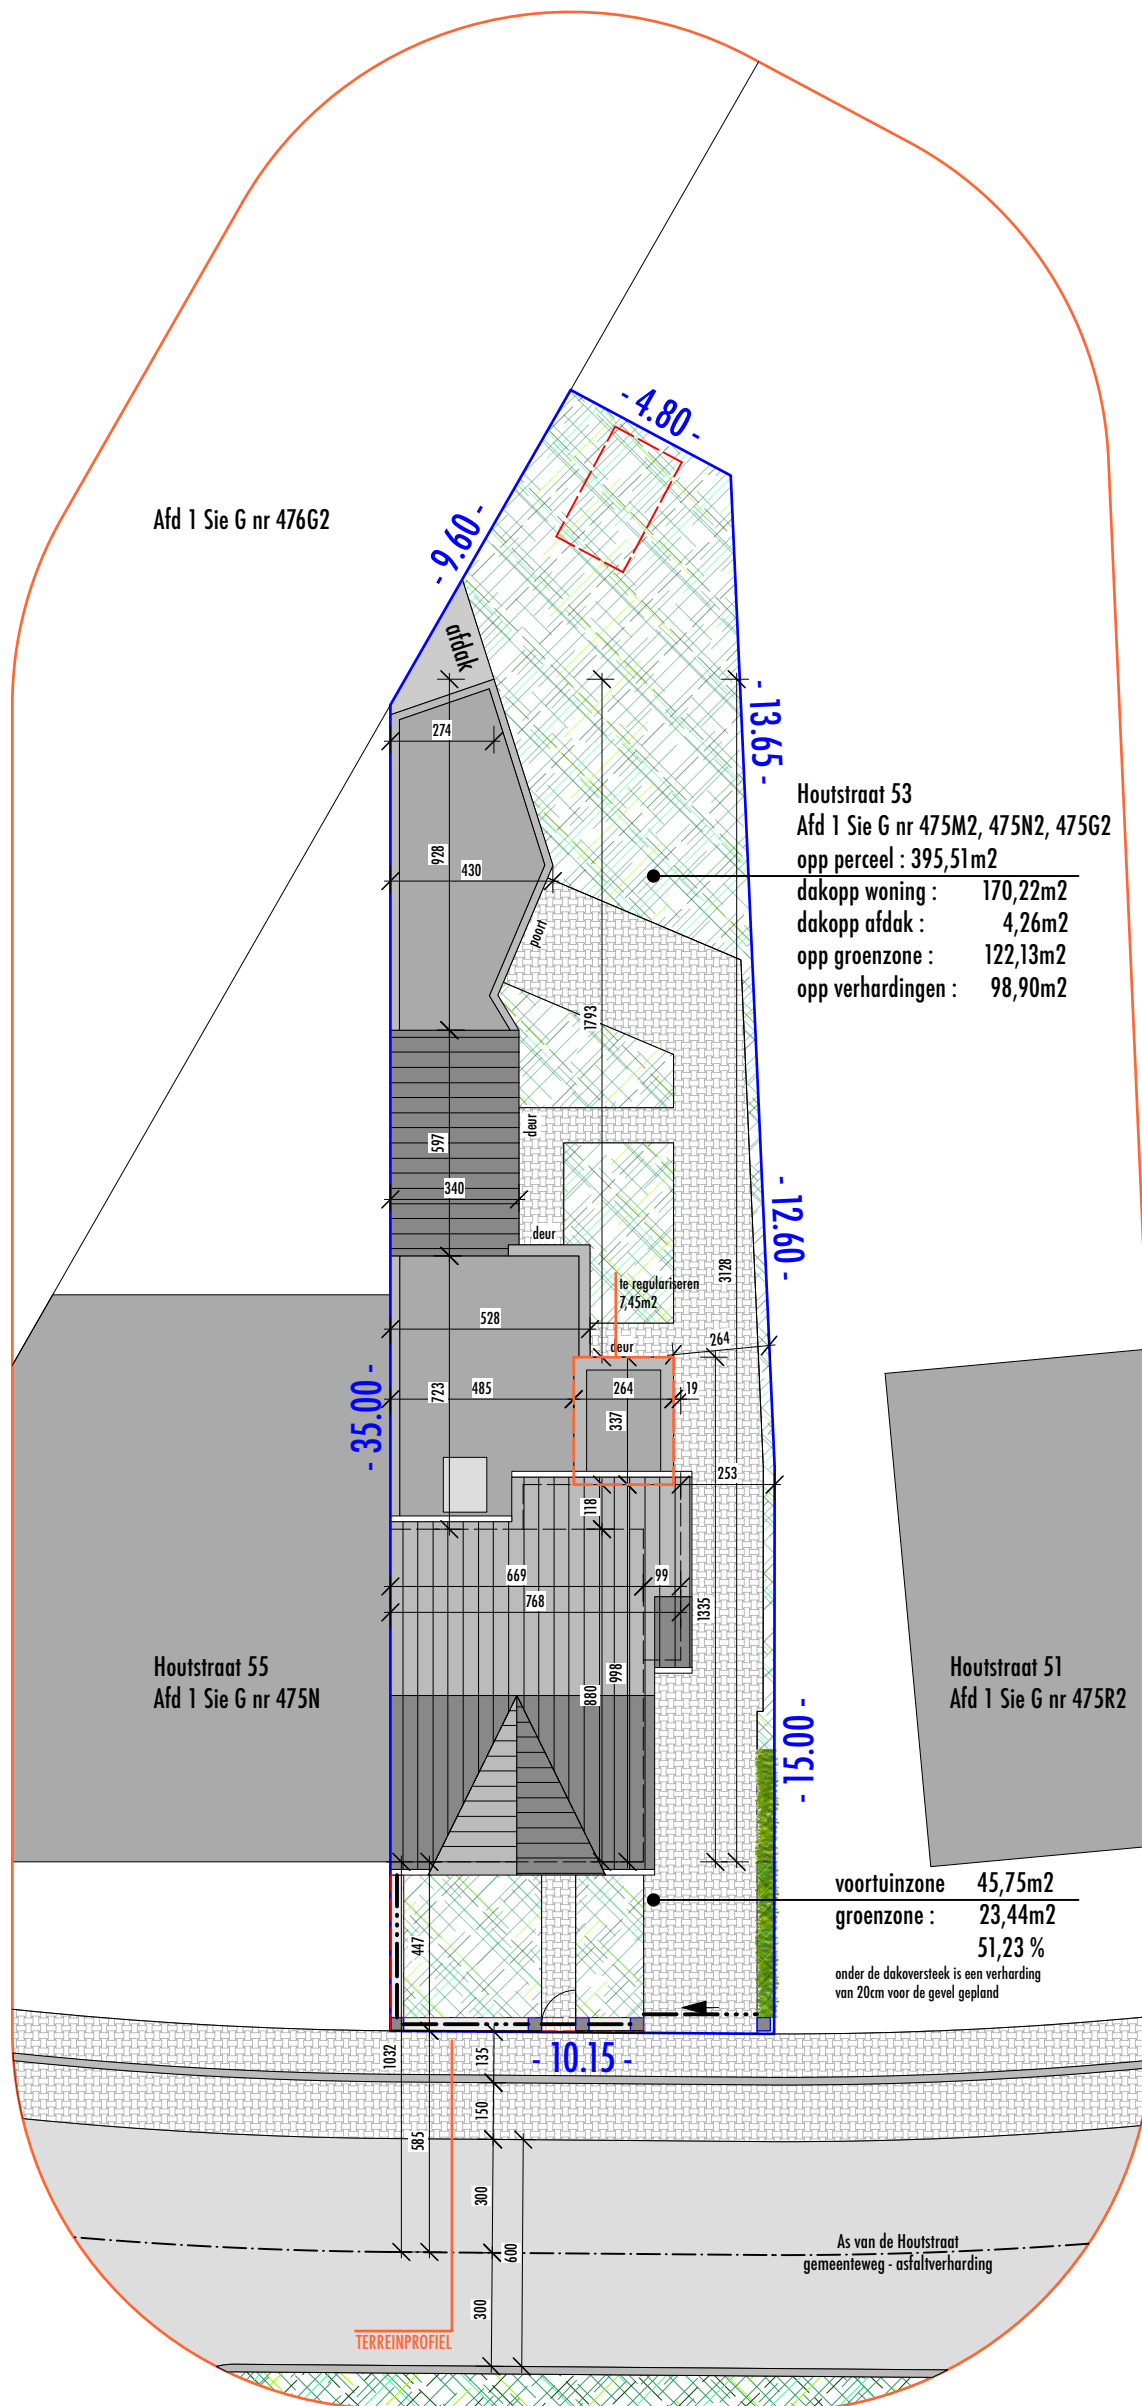 - 4.80 -
Afd 1 Sie G nr 476G2
- 9.60 -
afdak
- 13.65 -
274
Houtstraat 53
Afd 1 Sie G nr 475M2, 475N2, 475G2
opp perceel : 395,51m2
dakopp woning : 170,22m2
dakopp afdak : 4,26m2
opp groenzone : 122,13m2
opp verhardingen : 98,90m2
928
430
poort
1793
deur
597
340
- 12.60 -
deur
3128
te regulariseren
7,45m2
528
deur
264
- 35.00 -
723
485
264
19
337
253
118
669
99
768
1335
998
880
Houtstraat 55
Afd 1 Sie G nr 475N
Houtstraat 51
Afd 1 Sie G nr 475R2
- 15.00 -
voortuinzone 45,75m2
groenzone : 23,44m2
51,23 %
onder de dakoversteek is een verharding
van 20cm voor de gevel gepland
447
1032
135
- 10.15 -
150
585
300
600
As van de Houtstraat
gemeenteweg - asfaltverharding
300
TERREINPROFIEL